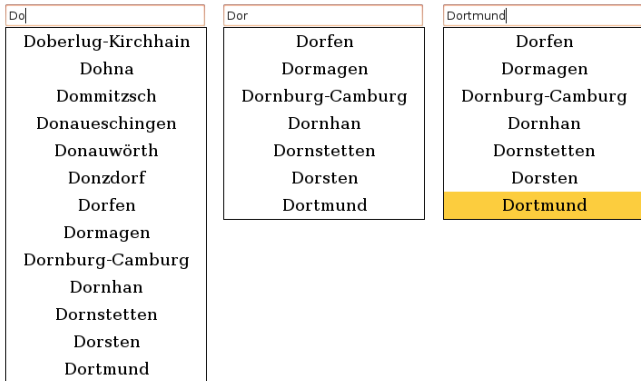 Do
Doberlug-Kirchhain
Dohna
Dommitzsch
Donaueschingen
Donauwörth
Donzdorf
Dorfen
Dormagen
Dornburg-Camburg
Dornhan
Dornstetten
Dorsten
Dortmund
Dor
Dorfen
Dormagen
Dornburg-Camburg
Dornhan
Dornstetten
Dorsten
Dortmund
Dortmund
Dorfen
Dormagen
Dornburg-Camburg
Dornhan
Dornstetten
Dorsten
Dortmund